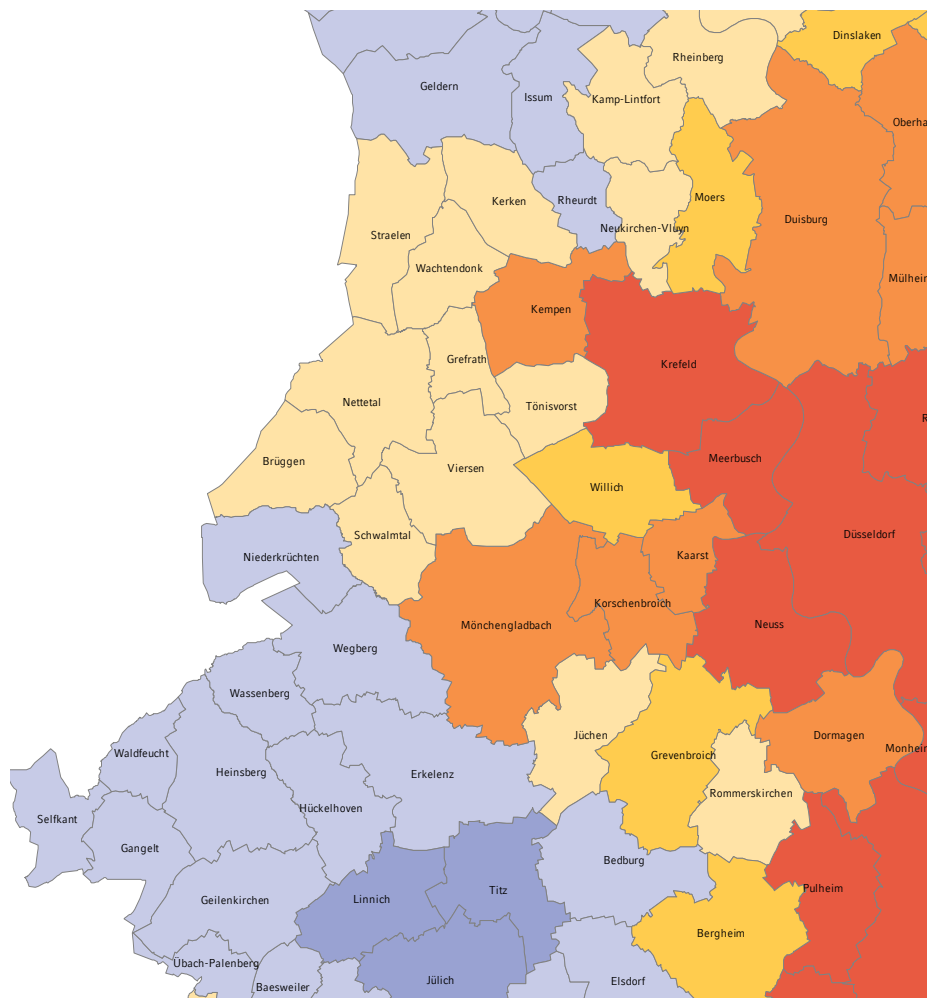 Dinslaken
Rheinberg
Geldern
Issum
Kamp-Lintfort
Oberha
Kerken
Rheurdt
Moers
Duisburg
Straelen
Neukirchen-Vluyn
Wachtendonk
Mülheim
Kempen
Grefrath
Krefeld
Nettetal
Tönisvorst
R
Brüggen
Viersen
Meerbusch
Willich
Schwalmtal
Düsseldorf
Niederkrüchten
Kaarst
Korschenbroich
Mönchengladbach
Neuss
Wegberg
Wassenberg
Jüchen
Dormagen
Waldfeucht
Grevenbroich
Monheim
Heinsberg
Erkelenz
Rommerskirchen
Hückelhoven
Selfkant
Gangelt
Bedburg
Linnich
Titz
Pulheim
Geilenkirchen
Bergheim
Übach-Palenberg
Jülich
Elsdorf
Baesweiler